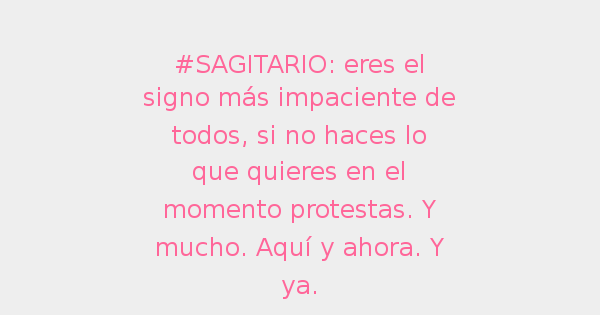 #SAGITARIO: eres el
signo más impaciente de
todos, si no haces lo
que quieres en el
momento protestas. Y
mucho. Aquí y ahora. Y
ya.